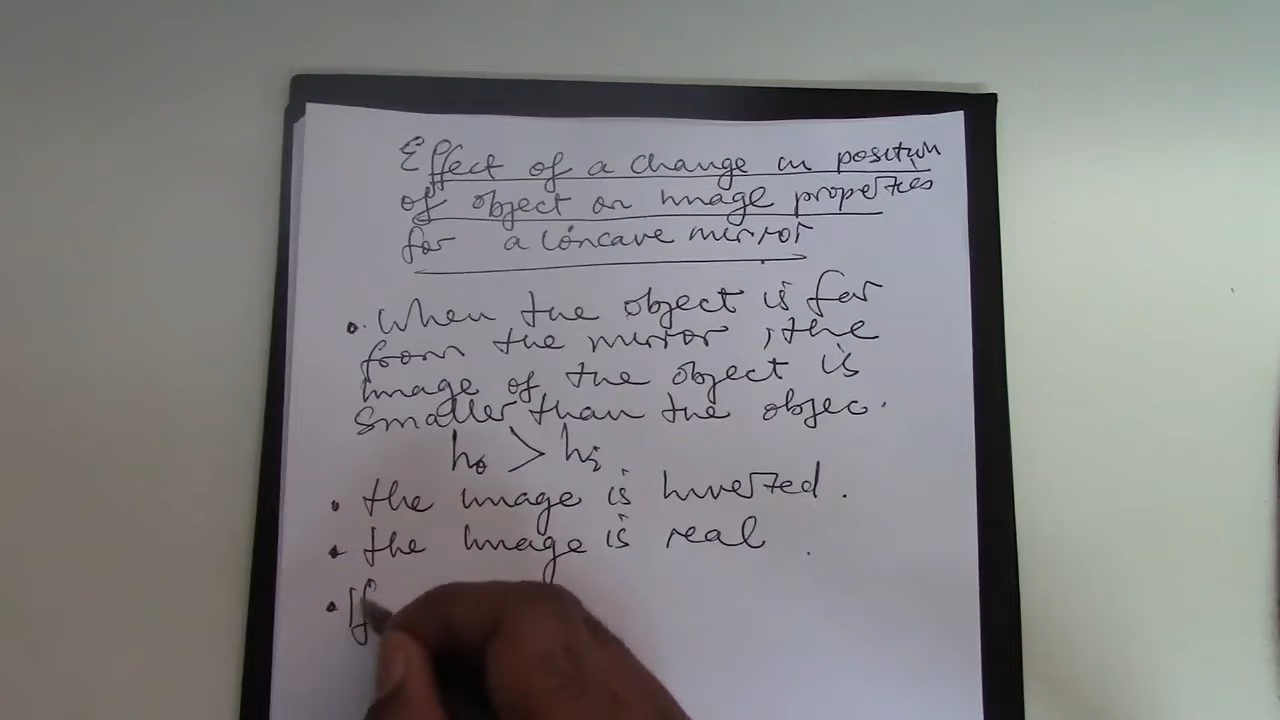 Effect of a change in position
of object on image properties
for a concave mirror
• When the object is far
from the mirror, the
image of the object is
smaller than the objec.
ho > hi
• the image is inverted.
• the image is real.
• If